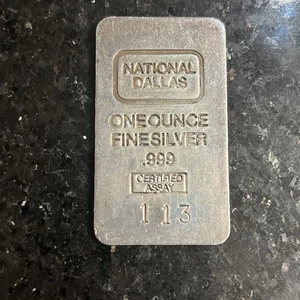 NATIONAL
DALLAS
ONE OUNCE
FINE SILVER
.999
CERTIFIED
ASSAY
113